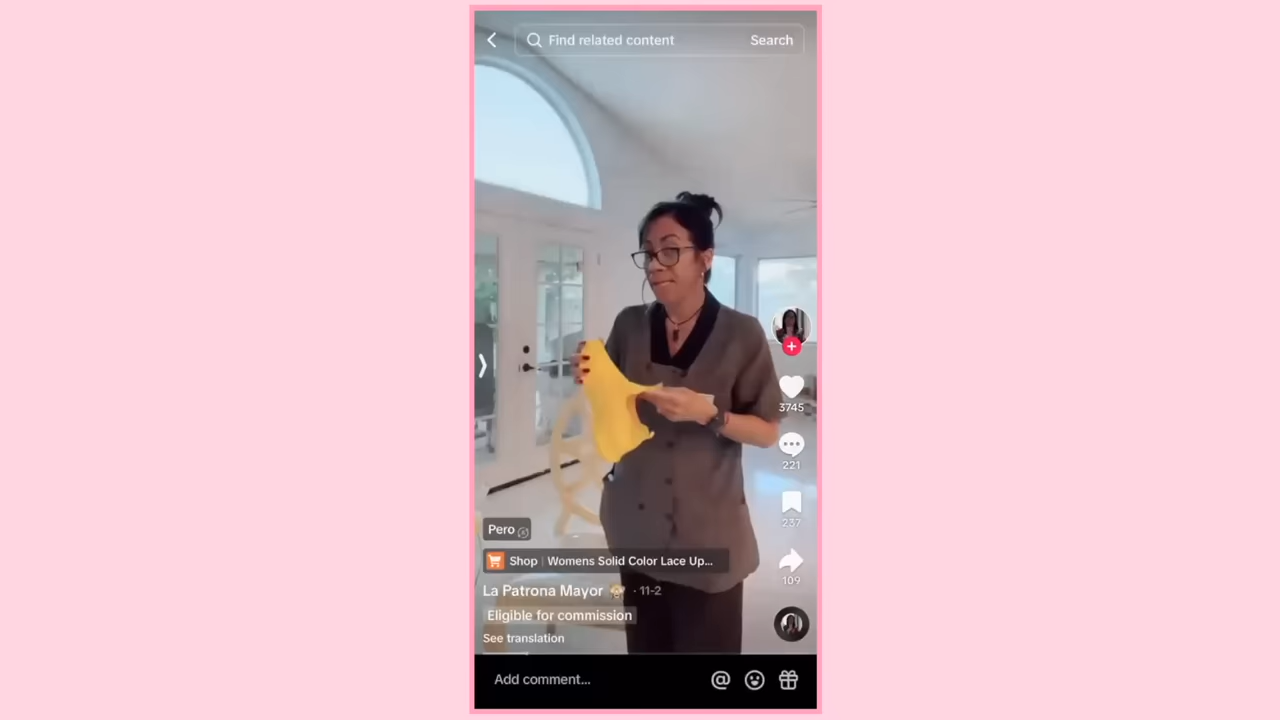 Find related content Search
3745
221
237
109
Pero
Shop | Womens Solid Color Lace Up...
La Patrona Mayor · 11-2
Eligible for commission
See translation
Add comment...